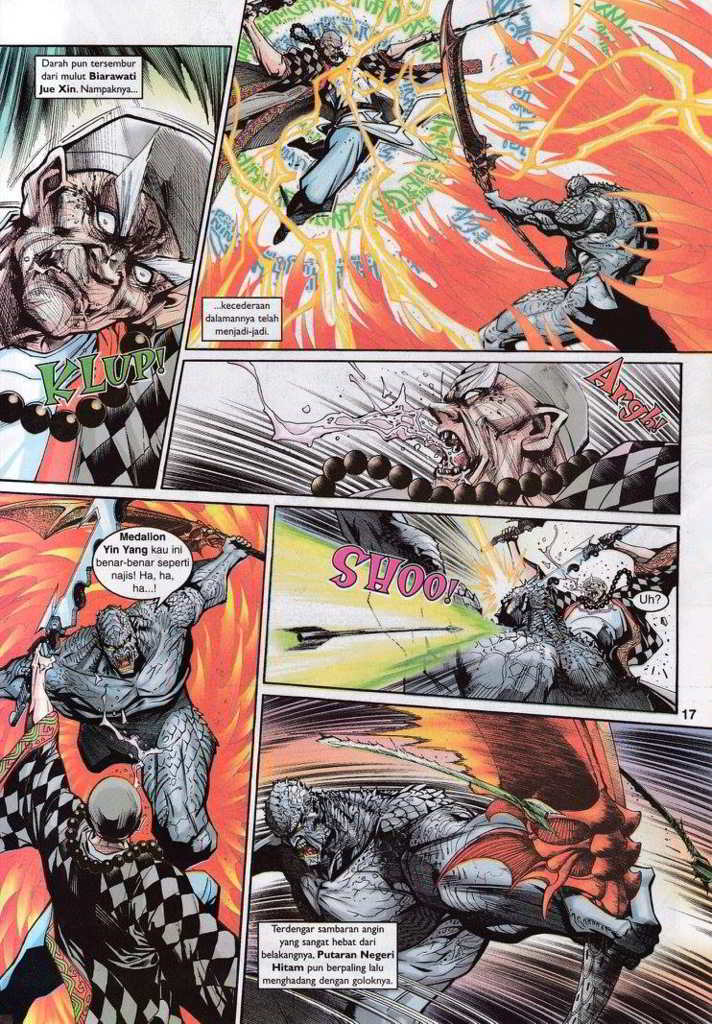 Darah pun tersembur
dari mulut Biarawati
Jue Xin. Nampaknya...
...kecederaan
dalamannya telah
menjadi-jadi.
KLUP!
Argh!
Medalion
Yin Yang kau ini
benar-benar seperti
najis! Ha, ha,
ha...!
SHOO!
Uh?
17
Terdengar sambaran angin
yang sangat hebat dari
belakangnya, Putaran Negeri
Hitam pun berpaling lalu
menghadang dengan goloknya.